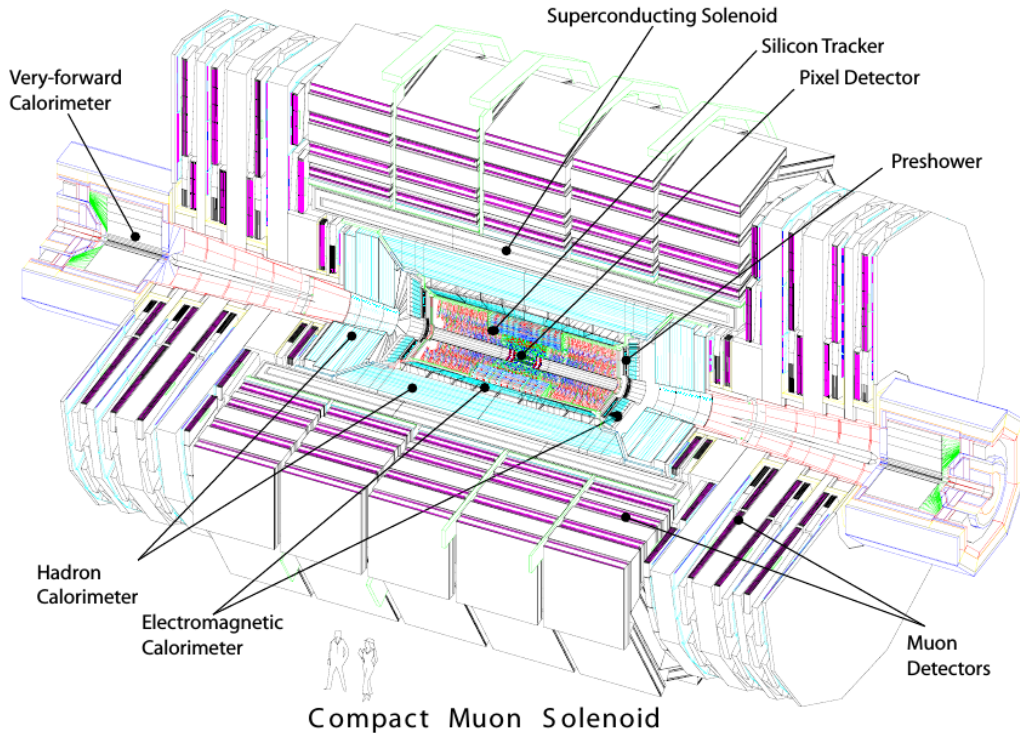 Superconducting Solenoid
Silicon Tracker
Pixel Detector
Very-forward
Calorimeter
Preshower
Hadron
Calorimeter
Electromagnetic
Calorimeter
Muon
Detectors
Compact Muon Solenoid